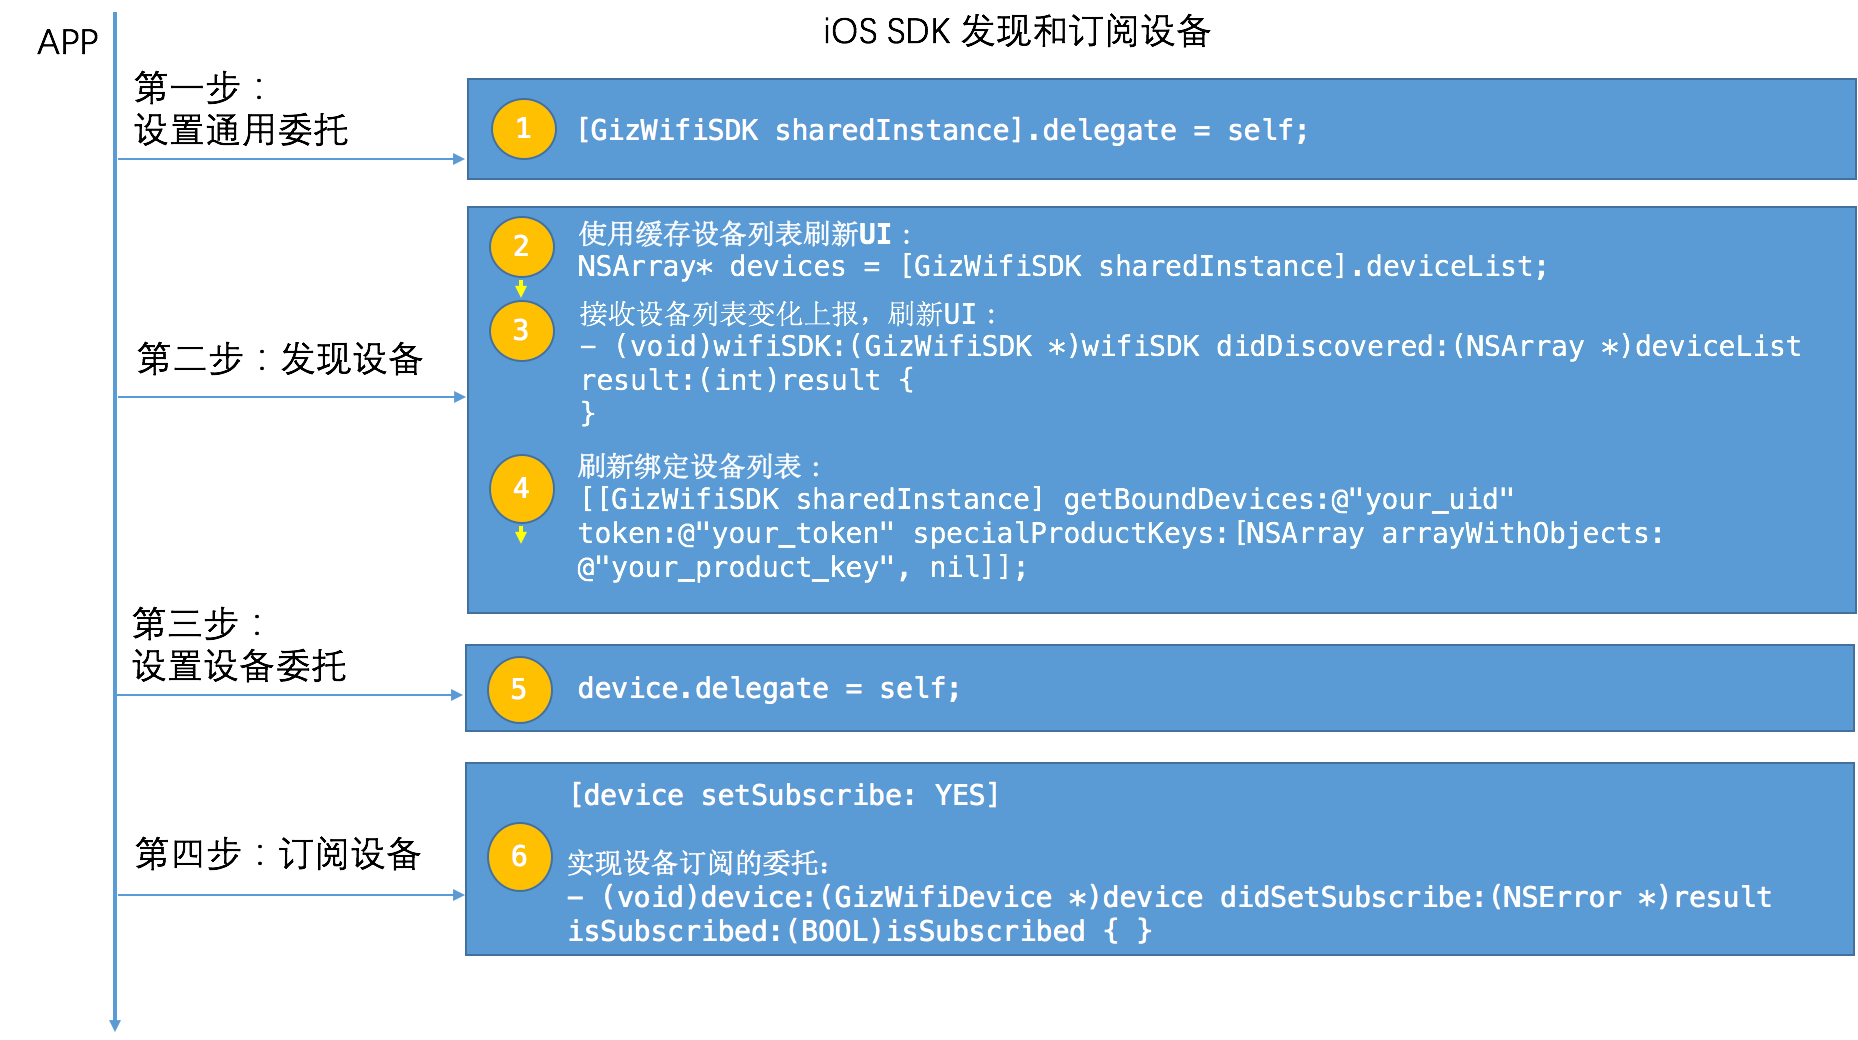 iOS SDK 发现和订阅设备
APP
第一步：
设置通用委托
1
[GizWifiSDK sharedInstance].delegate = self;
第二步：发现设备
2
使用缓存设备列表刷新UI：
NSArray* devices = [GizWifiSDK sharedInstance].deviceList;
3
接收设备列表变化上报，刷新UI：
- (void)wifiSDK:(GizWifiSDK *)wifiSDK didDiscovered:(NSArray *)deviceList
result:(int)result {
}
4
刷新绑定设备列表：
[[GizWifiSDK sharedInstance] getBoundDevices:@"your_uid"
token:@"your_token" specialProductKeys:[NSArray arrayWithObjects:
@"your_product_key", nil]];
第三步：
设置设备委托
5
device.delegate = self;
第四步：订阅设备
[device setSubscribe: YES]
6
实现设备订阅的委托：
- (void)device:(GizWifiDevice *)device didSetSubscribe:(NSError *)result
isSubscribed:(BOOL)isSubscribed { }